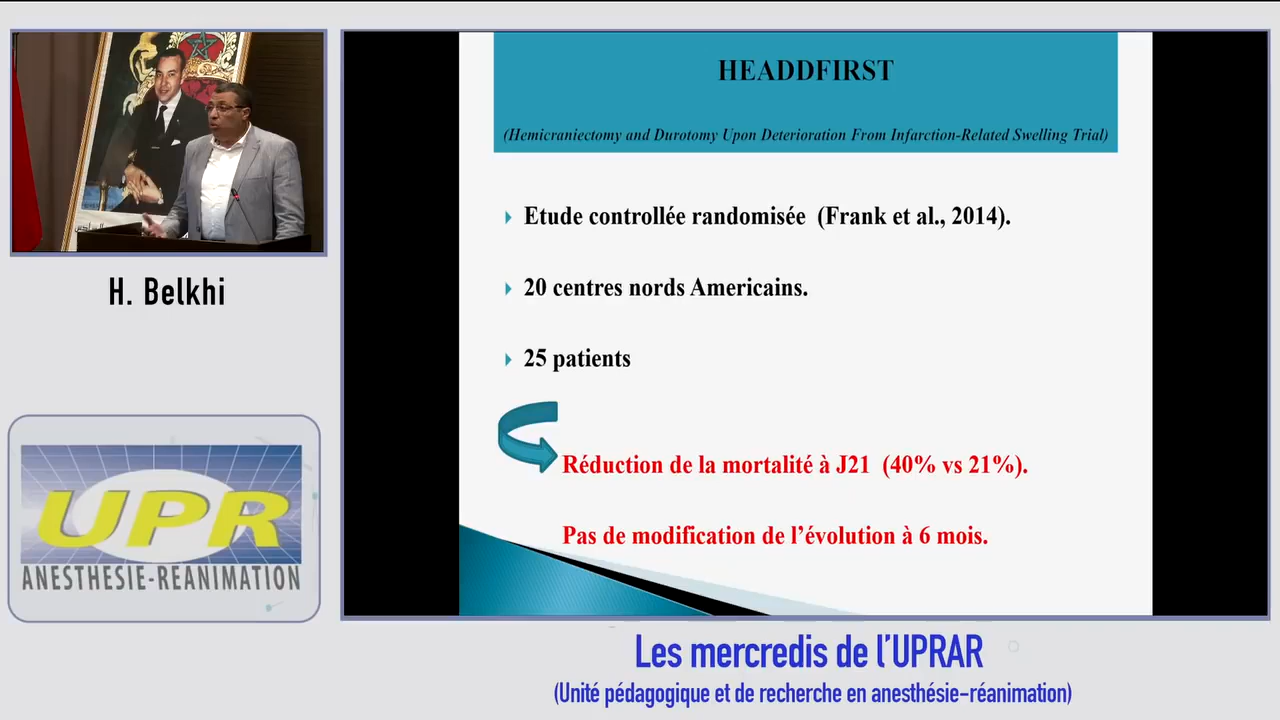 HEADDFIRST
(Hemicraniectomy and Durotomy Upon Deterioration From Infarction-Related Swelling Trial)
Etude controllée randomisée (Frank et al., 2014).
20 centres nords Americains.
25 patients
Réduction de la mortalité à J21 (40% vs 21%).
Pas de modification de l’évolution à 6 mois.
H. Belkhi
UPR
ANESTHESIE-REANIMATION
Les mercredis de l’UPRAR
(Unité pédagogique et de recherche en anesthésie-réanimation)